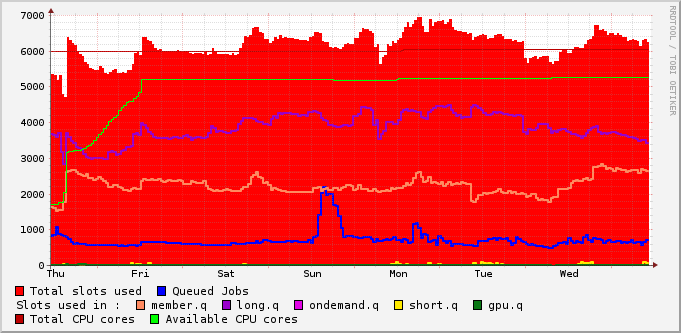 7000
6000
5000
4000
3000
2000
1000
0
Thu Fri Sat Sun Mon Tue Wed
RRDTOOL / TOBI OETIKER
Total slots used Queued Jobs
Slots used in : member.q long.q ondemand.q short.q gpu.q
Total CPU cores Available CPU cores